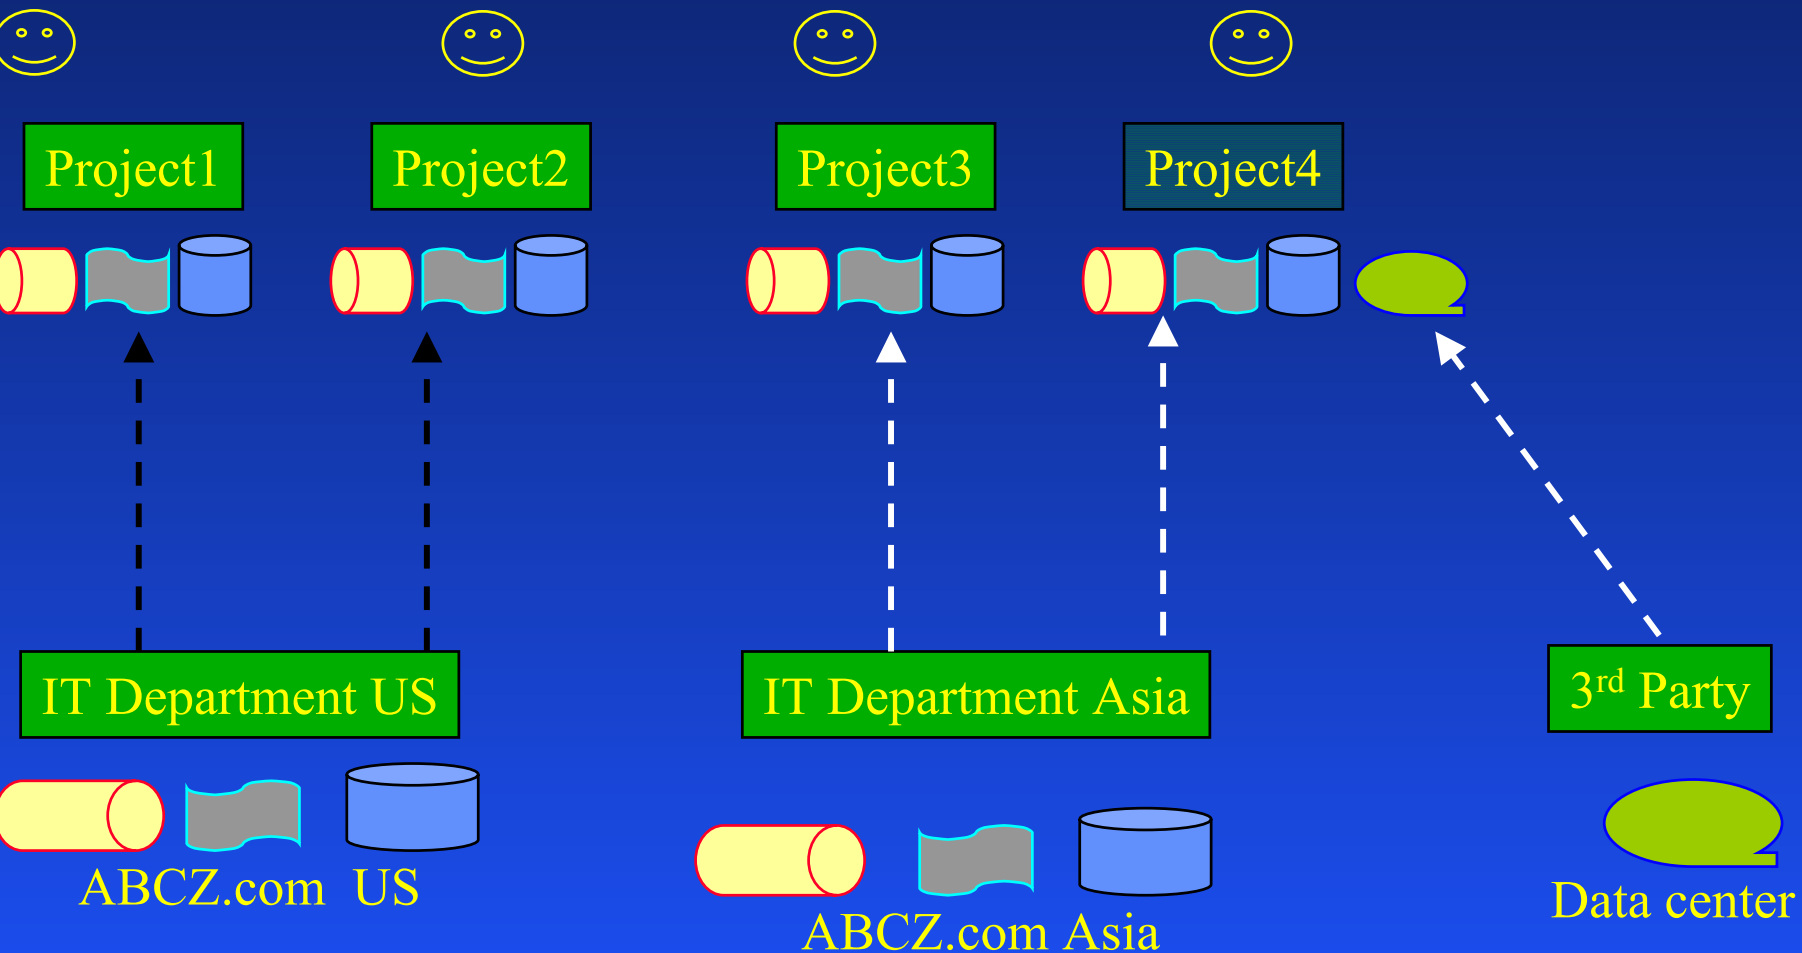 Project1
Project2
Project3
Project4
IT Department US
IT Department Asia
3rd Party
ABCZ.com  US
ABCZ.com Asia
Data center